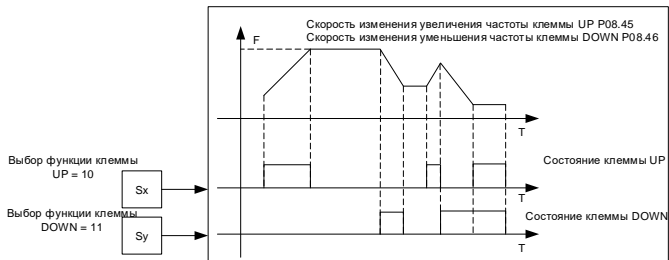 Скорость изменения увеличения частоты клеммы UP P08.45
Скорость изменения уменьшения частоты клеммы DOWN P08.46
F
T
Выбор функции клеммы
UP = 10
Sx
Состояние клеммы UP
T
Выбор функции клеммы
DOWN = 11
Sy
Состояние клеммы DOWN
T